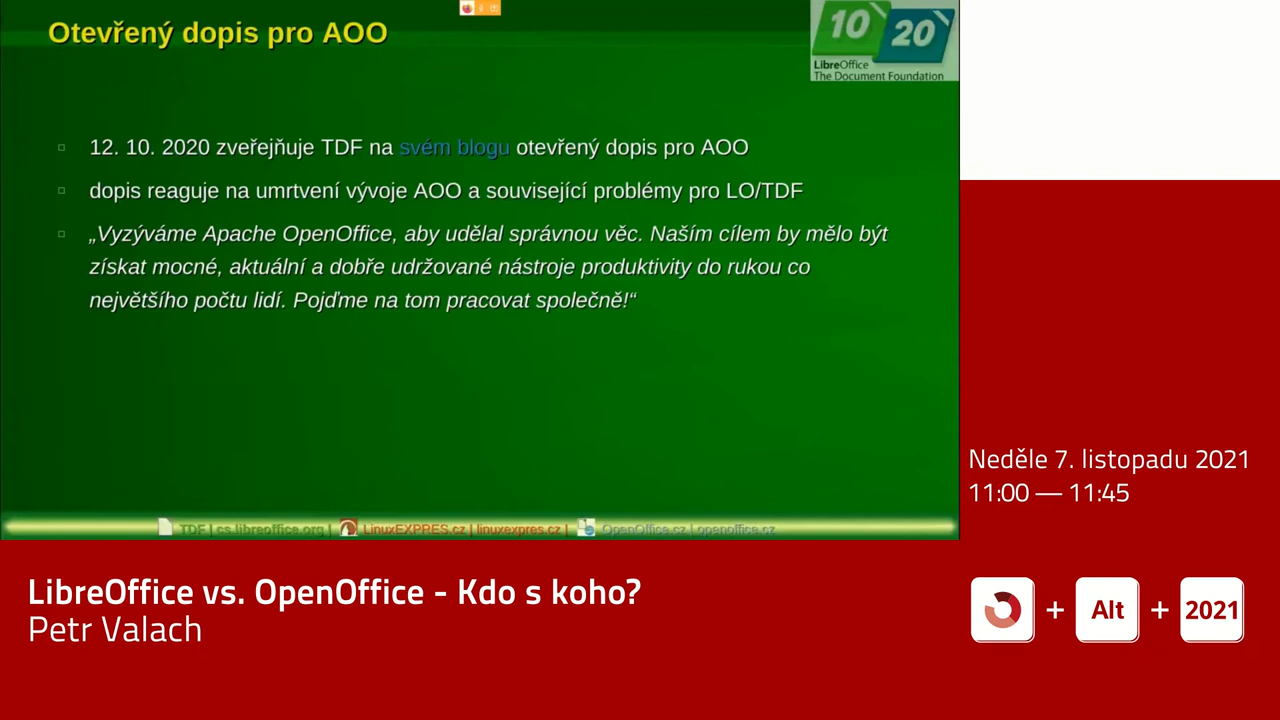 Otevřený dopis pro AOO
10 20
LibreOffice
The Document Foundation
12. 10. 2020 zveřejňuje TDF na svém blogu otevřený dopis pro AOO
dopis reaguje na umrtvení vývoje AOO a související problémy pro LO/TDF
„Vyzýváme Apache OpenOffice, aby udělal správnou věc. Naším cílem by mělo být
získat mocné, aktuální a dobře udržované nástroje produktivity do rukou co
největšího počtu lidí. Pojďme na tom pracovat společně!“
TDF | cs.libreoffice.org | LinuxEXPRES.cz | linuxexpres.cz | OpenOffice.cz | openoffice.cz
Neděle 7. listopadu 2021
11:00 — 11:45
LibreOffice vs. OpenOffice - Kdo s koho?
Petr Valach
+ Alt + 2021